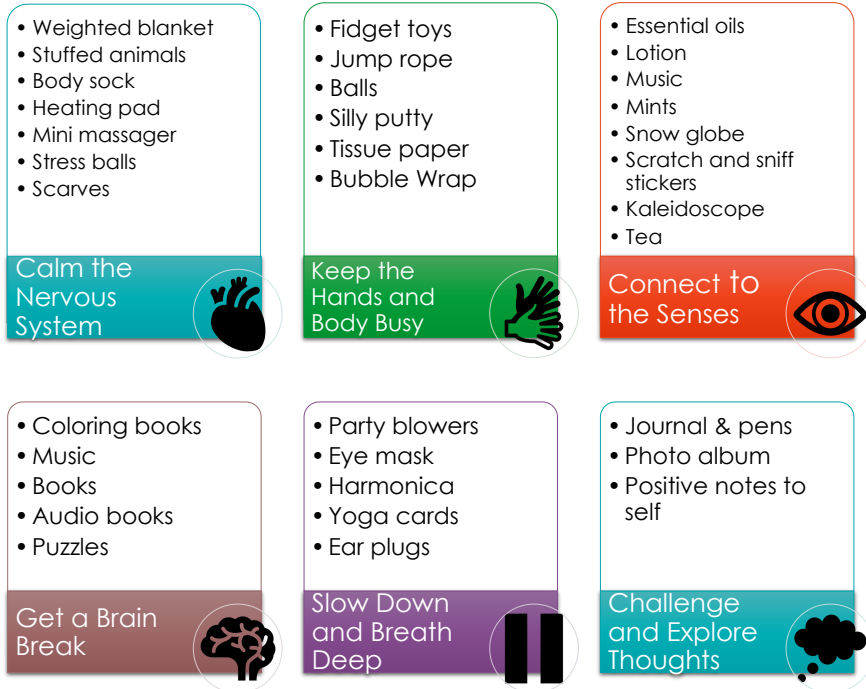 • Weighted blanket
• Stuffed animals
• Body sock
• Heating pad
• Mini massager
• Stress balls
• Scarves
Calm the
Nervous
System
• Fidget toys
• Jump rope
• Balls
• Silly putty
• Tissue paper
• Bubble Wrap
Keep the
Hands and
Body Busy
• Essential oils
• Lotion
• Music
• Mints
• Snow globe
• Scratch and sniff
stickers
• Kaleidoscope
• Tea
Connect to
the Senses
• Coloring books
• Music
• Books
• Audio books
• Puzzles
Get a Brain
Break
• Party blowers
• Eye mask
• Harmonica
• Yoga cards
• Ear plugs
Slow Down
and Breath
Deep
• Journal & pens
• Photo album
• Positive notes to
self
Challenge
and Explore
Thoughts